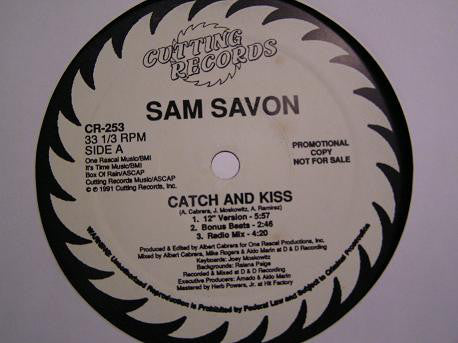 CUTTING
RECORDS
SAM SAVON
CR-253
33 1/3 RPM
SIDE A
One Rascal Music/BMI
It's Time Music/BMI
Box Of Rain/ASCAP
Cutting Records Music/ASCAP
℗ © 1991 Cutting Records, Inc.
PROMOTIONAL
COPY
NOT FOR SALE
CATCH AND KISS
(A. Cabrera, J. Moskowitz, A. Ramirez)
1. 12" Version - 5:57
2. Bonus Beats - 2:46
3. Radio Mix - 4:20
Produced & Edited by Albert Cabrera for One Rascal Productions, Inc.
Mixed by Albert Cabrera, Mike Rogers & Aldo Marin at D & D Recording
Keyboards: Joey Moskowitz
Backgrounds: Raiana Paige
Recorded & Mixed at D & D Recording
Executive Producers: Amado & Aldo Marin
Mastered by Herb Powers, Jr. at Hit Factory
WARNING: Unauthorized Reproduction is Prohibited by Federal Law and Subject to Criminal Prosecution